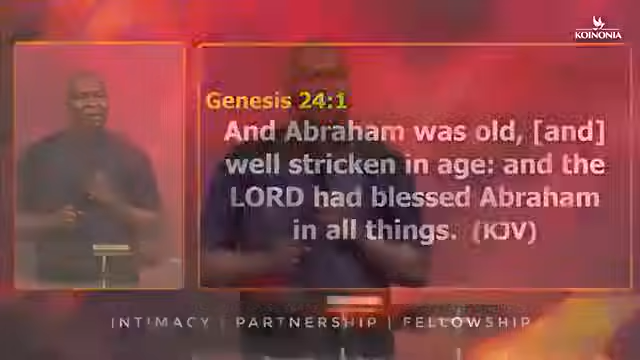 KOINONIA
Genesis 24:1
And Abraham was old, [and]
well stricken in age: and the
LORD had blessed Abraham
in all things. (KJV)
INTIMACY | PARTNERSHIP | FELLOWSHIP